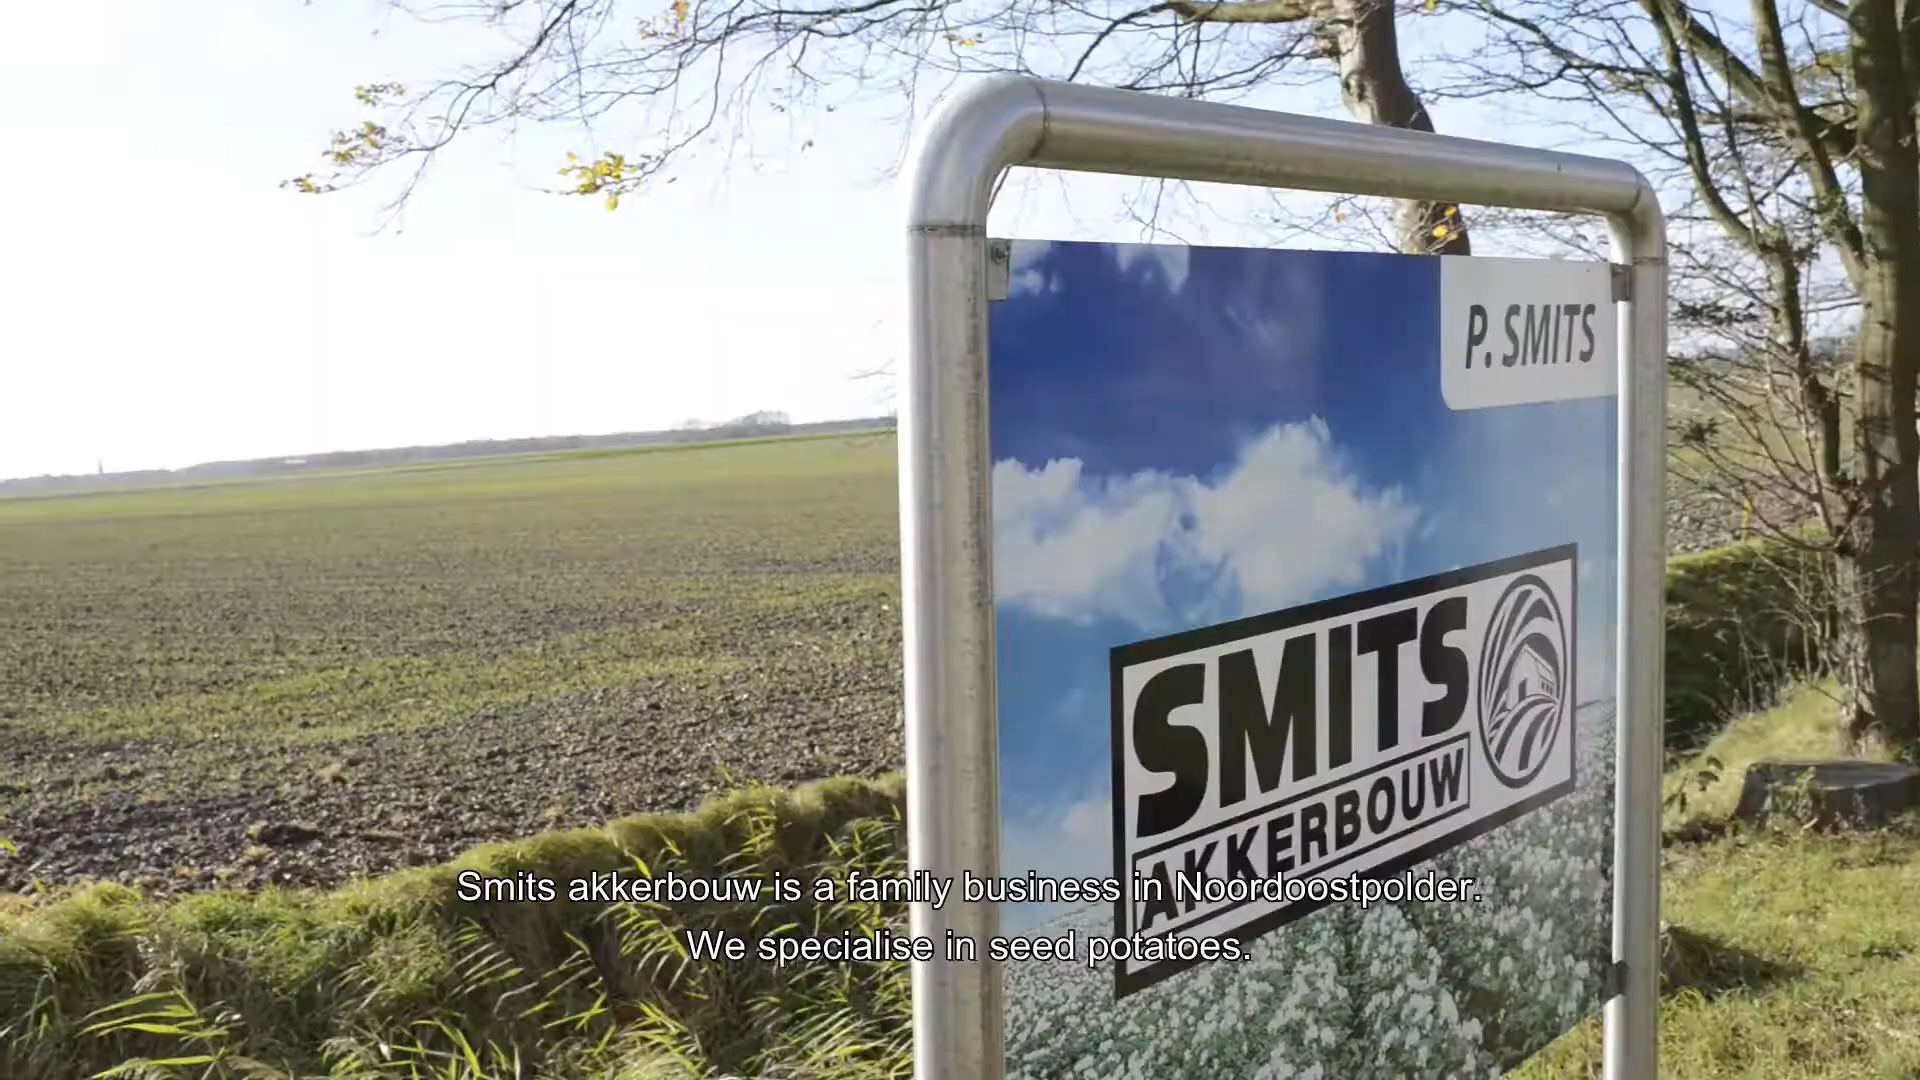 P. SMITS
SMITS
AKKERBOUW
Smits akkerbouw is a family business in Noordoostpolder.
We specialise in seed potatoes.